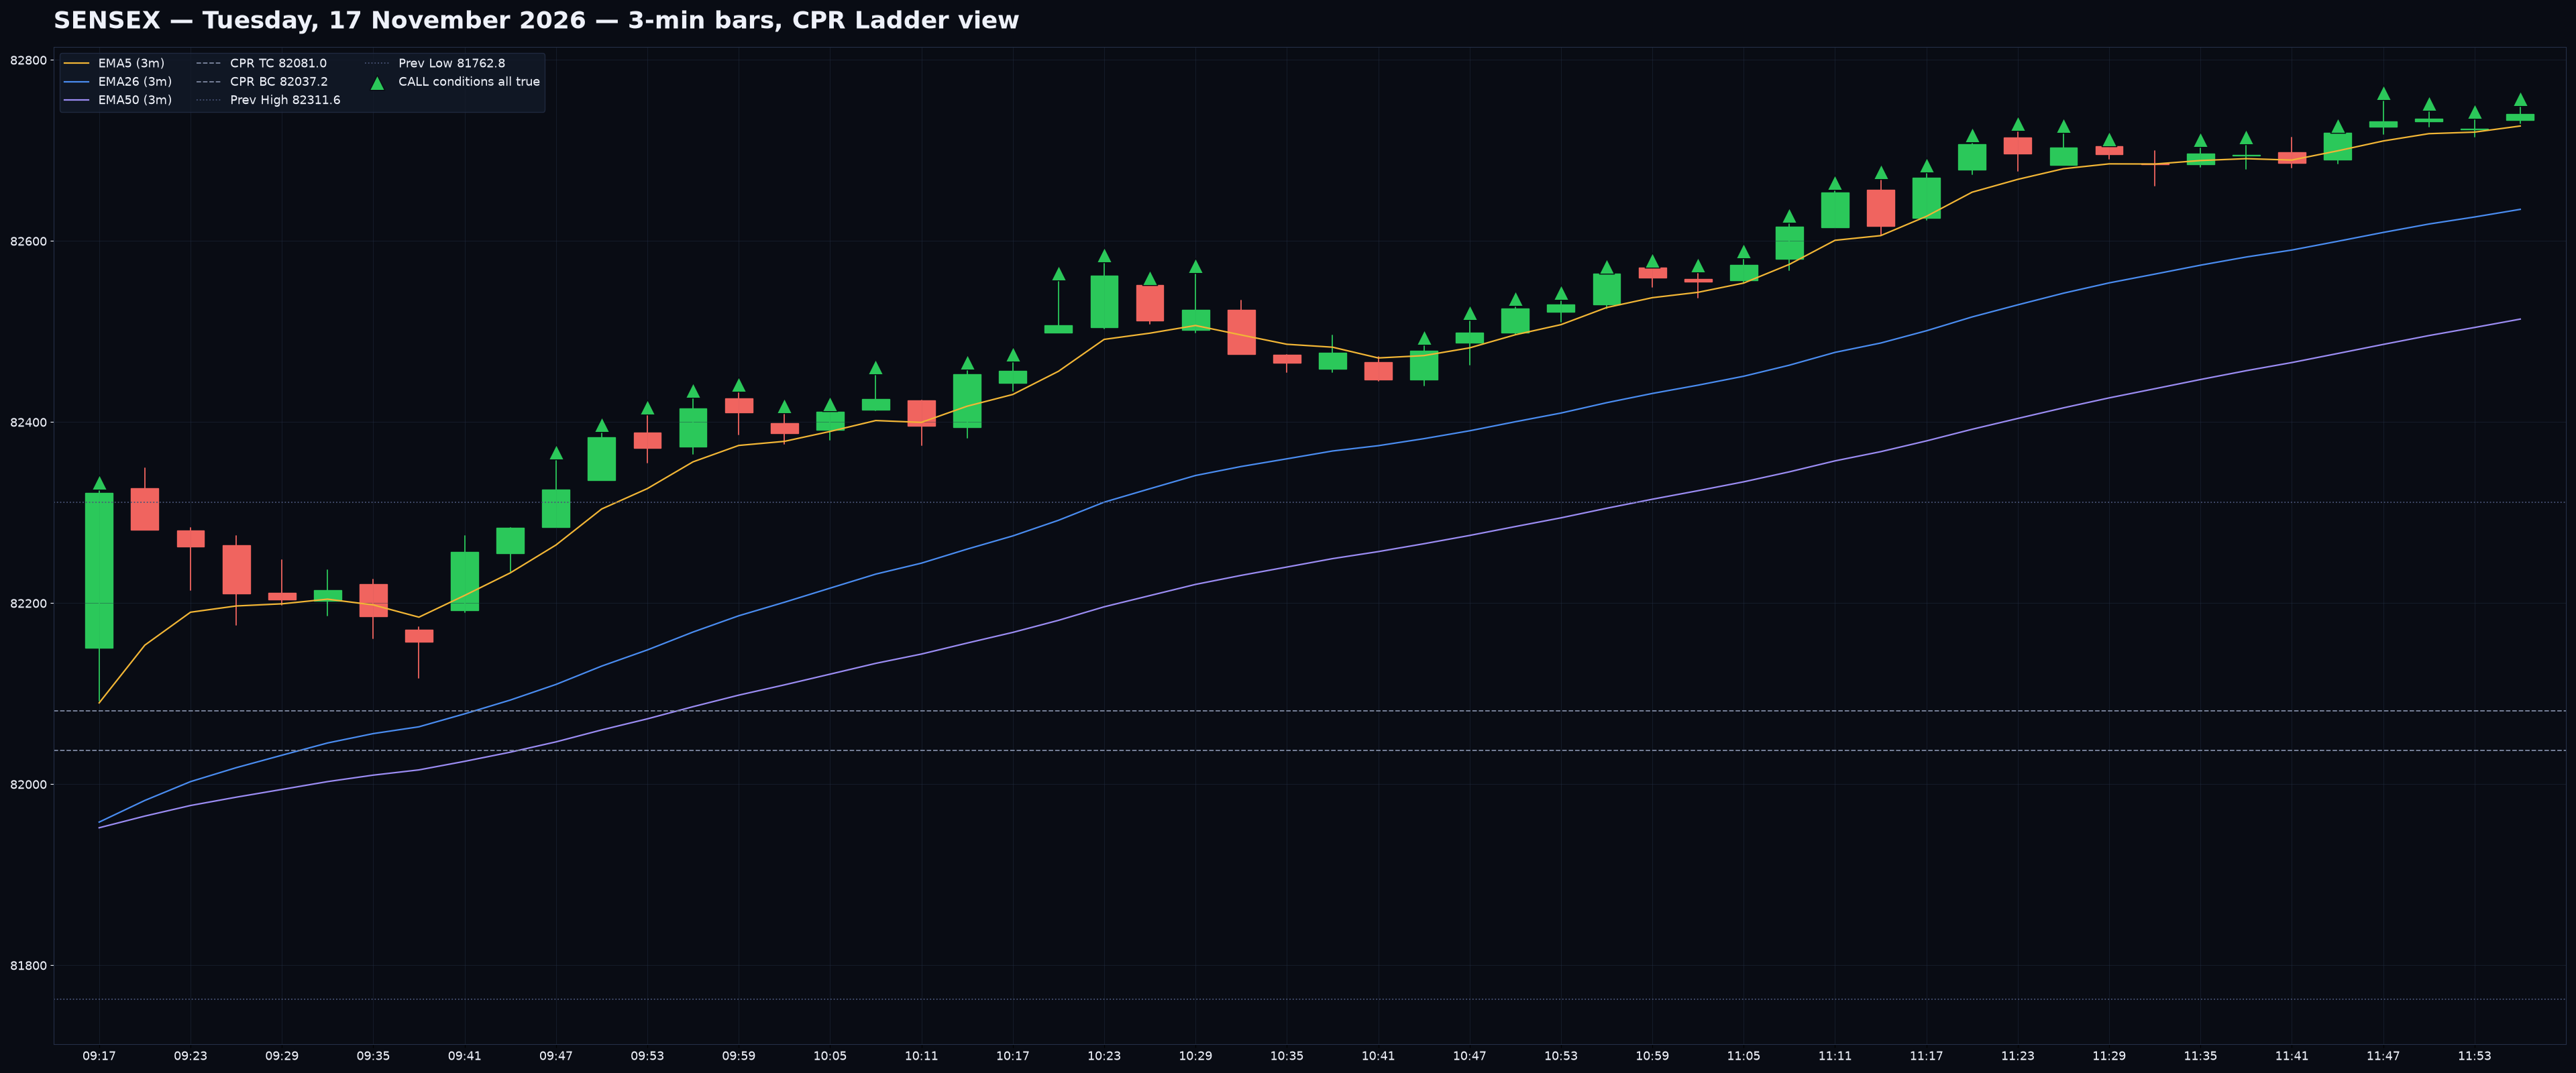 SENSEX — Tuesday, 17 November 2026 — 3-min bars, CPR Ladder view
EMA5 (3m)
EMA26 (3m)
EMA50 (3m)
CPR TC 82081.0
CPR BC 82037.2
Prev High 82311.6
Prev Low 81762.8
CALL conditions all true
82800
82600
82400
82200
82000
81800
09:17 09:23 09:29 09:35 09:41 09:47 09:53 09:59 10:05 10:11 10:17 10:23 10:29 10:35 10:41 10:47 10:53 10:59 11:05 11:11 11:17 11:23 11:29 11:35 11:41 11:47 11:53